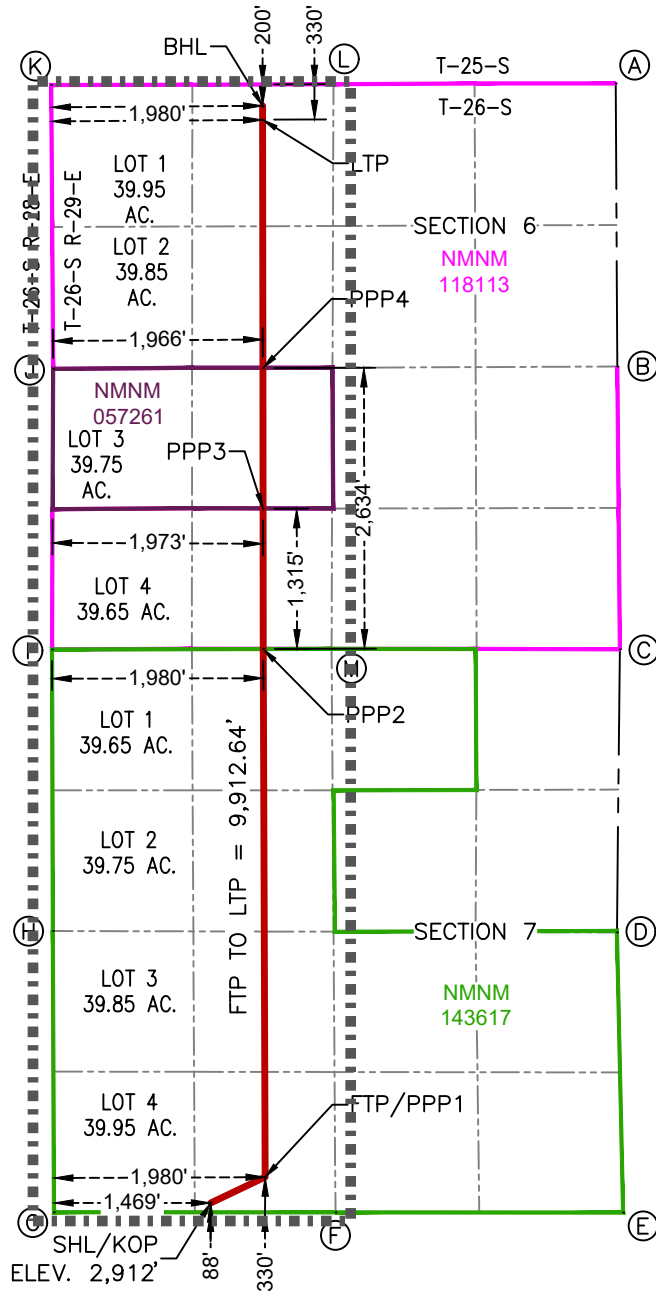 200'
330'
BHL
K
L
A
T-25-S
T-26-S
1,980'
LTP
LOT 1
39.95
AC.
T-26-S R-28-E
T-26-S R-29-E
LOT 2
39.85
AC.
SECTION 6
NMNM
118113
PPP4
1,966'
J
B
NMNM
057261
LOT 3
39.75
AC.
PPP3
2,634'
1,973'
1,315'
LOT 4
39.65 AC.
I
M
C
1,980'
PPP2
LOT 1
39.65 AC.
FTP TO LTP = 9,912.64'
LOT 2
39.75 AC.
H
SECTION 7
D
LOT 3
39.85 AC.
NMNM
143617
LOT 4
39.95 AC.
FTP/PPP1
1,980'
1,469'
G
F
E
SHL/KOP
ELEV. 2,912'
88'
330'